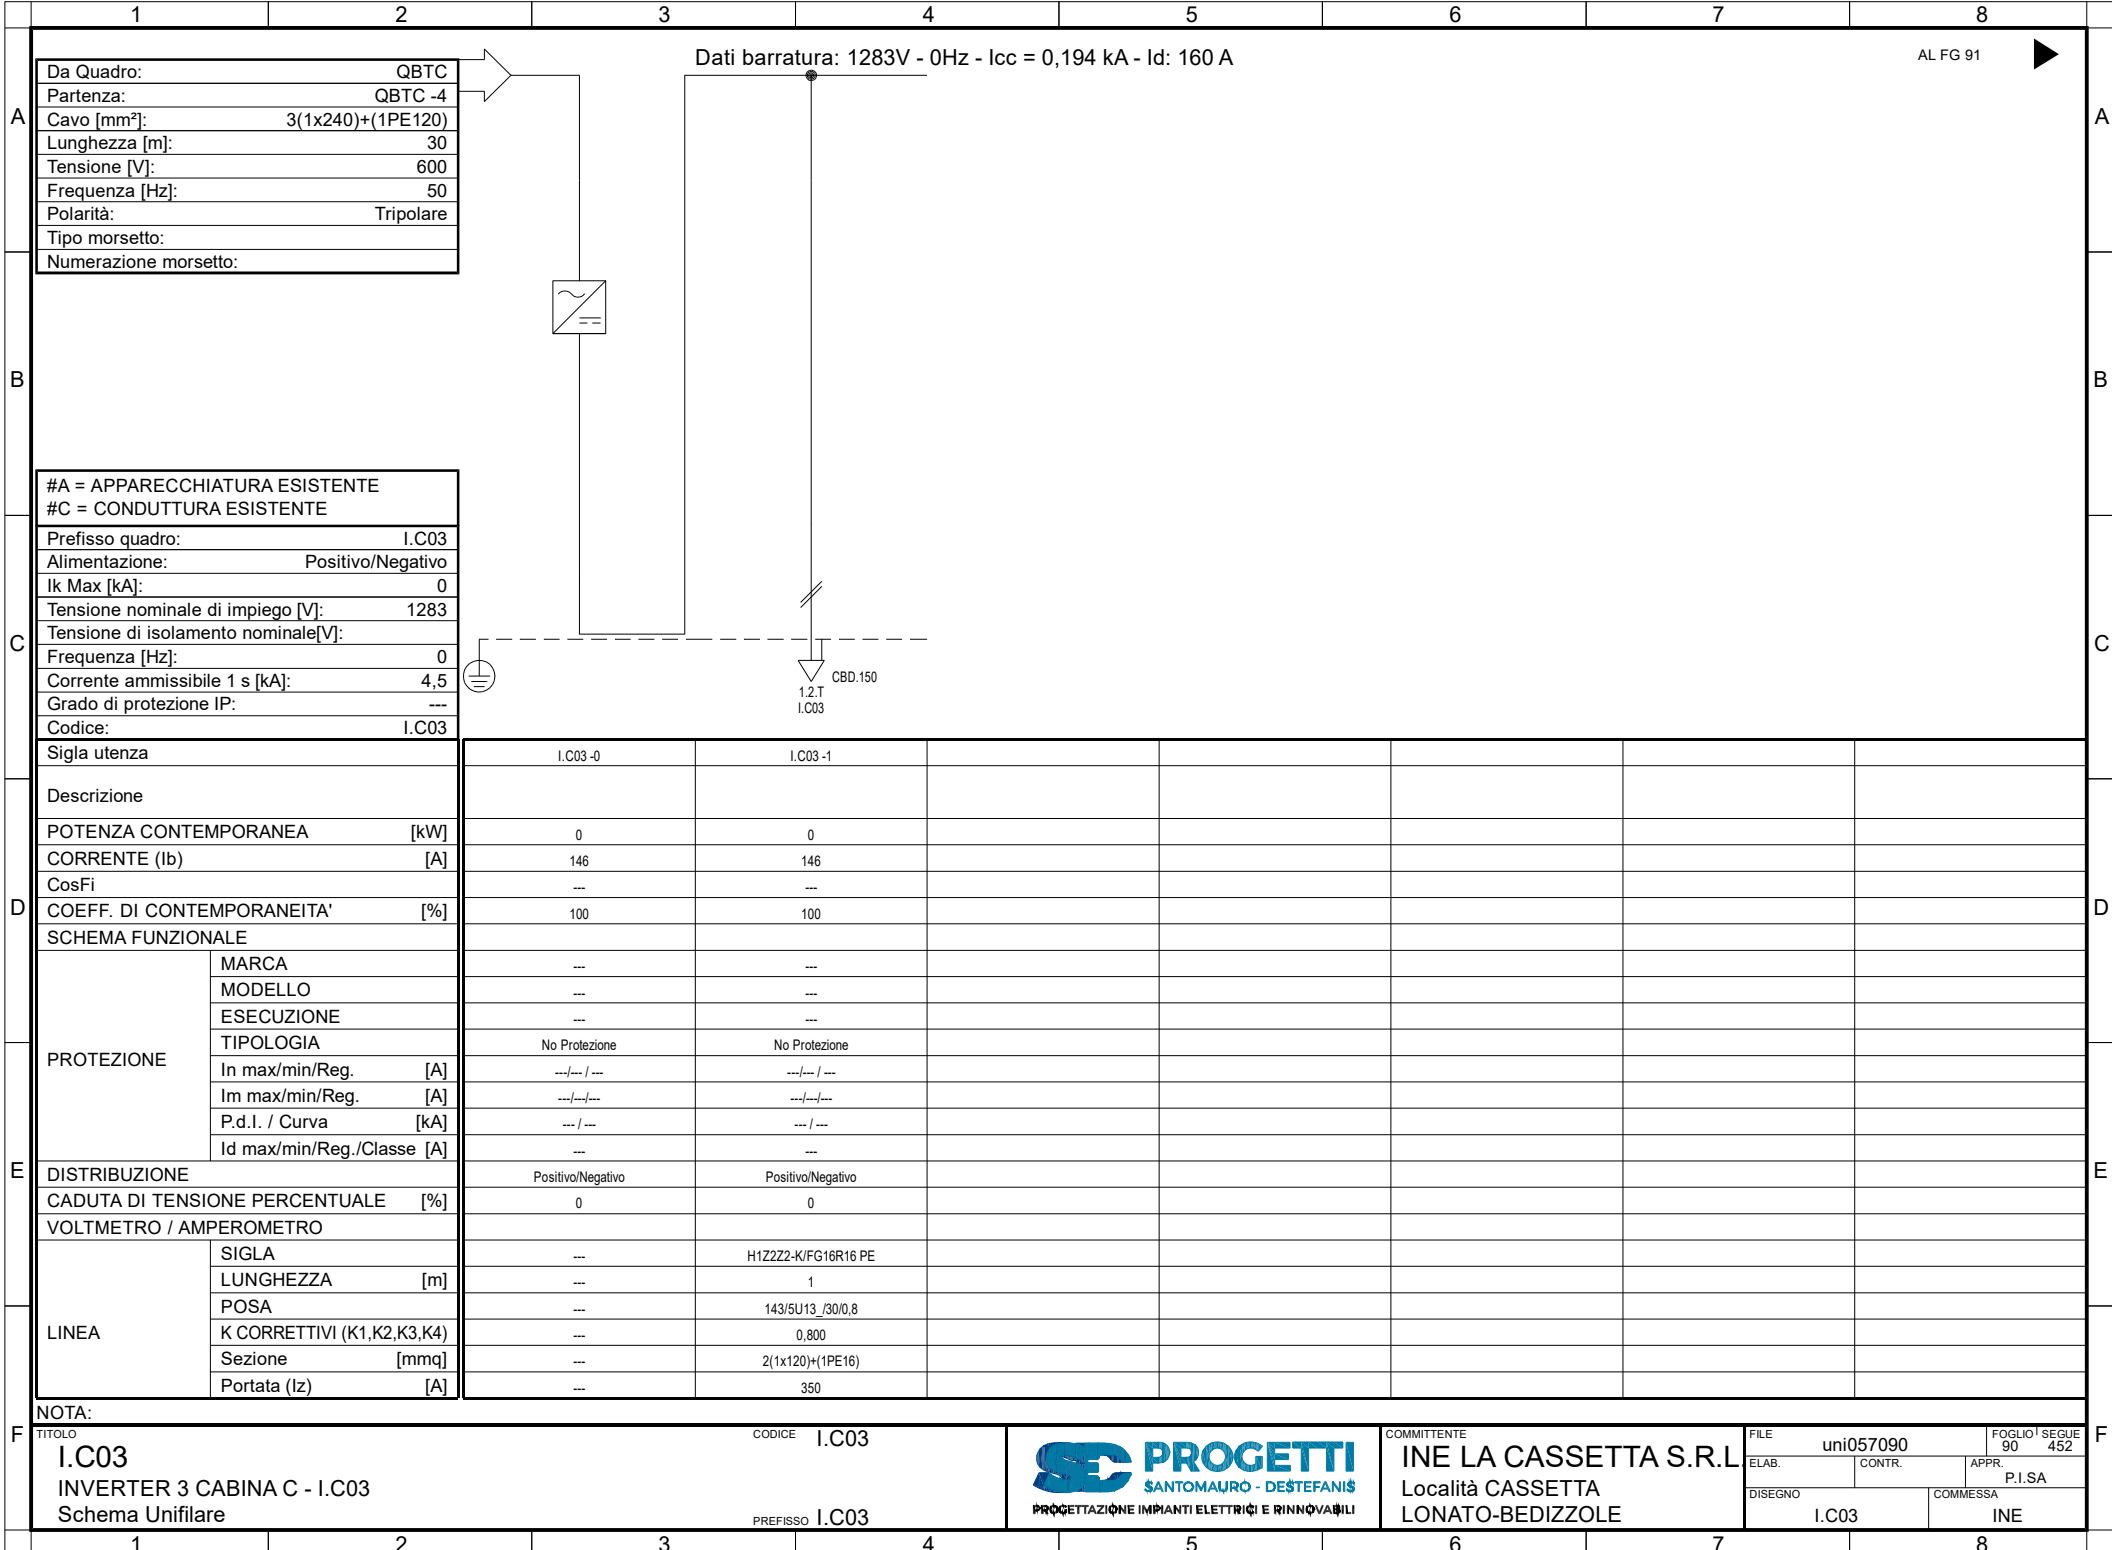 1 2 3 4 5 6 7 8
Dati barratura: 1283V - 0Hz - Icc = 0,194 kA - Id: 160 A
AL FG 91
Da Quadro: QBTC
Partenza: QBTC -4
Cavo [mm²]: 3(1x240)+(1PE120)
Lunghezza [m]: 30
Tensione [V]: 600
Frequenza [Hz]: 50
Polarità: Tripolare
Tipo morsetto:
Numerazione morsetto:
A A
B B
#A = APPARECCHIATURA ESISTENTE
#C = CONDUTTURA ESISTENTE
Prefisso quadro: I.C03
Alimentazione: Positivo/Negativo
Ik Max [kA]: 0
Tensione nominale di impiego [V]: 1283
Tensione di isolamento nominale[V]:
Frequenza [Hz]: 0
Corrente ammissibile 1 s [kA]: 4,5
Grado di protezione IP: ---
Codice: I.C03
C C
CBD.150
1.2.T
I.C03
Sigla utenza I.C03 -0 I.C03 -1
Descrizione
POTENZA CONTEMPORANEA [kW] 0 0
CORRENTE (Ib) [A] 146 146
CosFi --- ---
D COEFF. DI CONTEMPORANEITA' [%] 100 100 D
SCHEMA FUNZIONALE
PROTEZIONE
MARCA --- ---
MODELLO --- ---
ESECUZIONE --- ---
TIPOLOGIA No Protezione No Protezione
In max/min/Reg. [A] ---/--- / --- ---/--- / ---
Im max/min/Reg. [A] ---/---/--- ---/---/---
P.d.I. / Curva [kA] --- / --- --- / ---
Id max/min/Reg./Classe [A] --- ---
E DISTRIBUZIONE Positivo/Negativo Positivo/Negativo E
CADUTA DI TENSIONE PERCENTUALE [%] 0 0
VOLTMETRO / AMPEROMETRO
LINEA
SIGLA --- H1Z2Z2-K/FG16R16 PE
LUNGHEZZA [m] --- 1
POSA --- 143/5U13_/30/0,8
K CORRETTIVI (K1,K2,K3,K4) --- 0,800
Sezione [mmq] --- 2(1x120)+(1PE16)
Portata (Iz) [A] --- 350
NOTA:
F F
TITOLO
I.C03
INVERTER 3 CABINA C - I.C03
Schema Unifilare
CODICE I.C03
PREFISSO I.C03
SD PROGETTI
SANTOMAURO - DESTEFANIS
PROGETTAZIONE IMPIANTI ELETTRICI E RINNOVABILI
COMMITTENTE
INE LA CASSETTA S.R.L.
Località CASSETTA
LONATO-BEDIZZOLE
FILE uni057090
FOGLIO SEGUE
90 452
ELAB. CONTR. APPR.
P.I.SA
DISEGNO COMMESSA
I.C03 INE
1 2 3 4 5 6 7 8